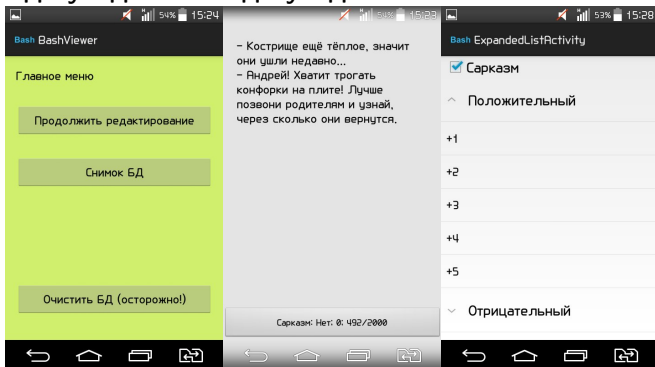 54% 15:24
Bash BashViewer
Главное меню
Продолжить редактирование
Снимок БД
Очистить БД (осторожно!)
54% 15:23
- Кострище ещё тёплое, значит
они ушли недавно...
- Андрей! Хватит трогать
конфорки на плите! Лучше
позвони родителям и узнай,
через сколько они вернутся.
Сарказм: Нет: 0: 492/2000
53% 15:28
Bash ExpandedListActivity
Сарказм
Положительный
+1
+2
+3
+4
+5
Отрицательный